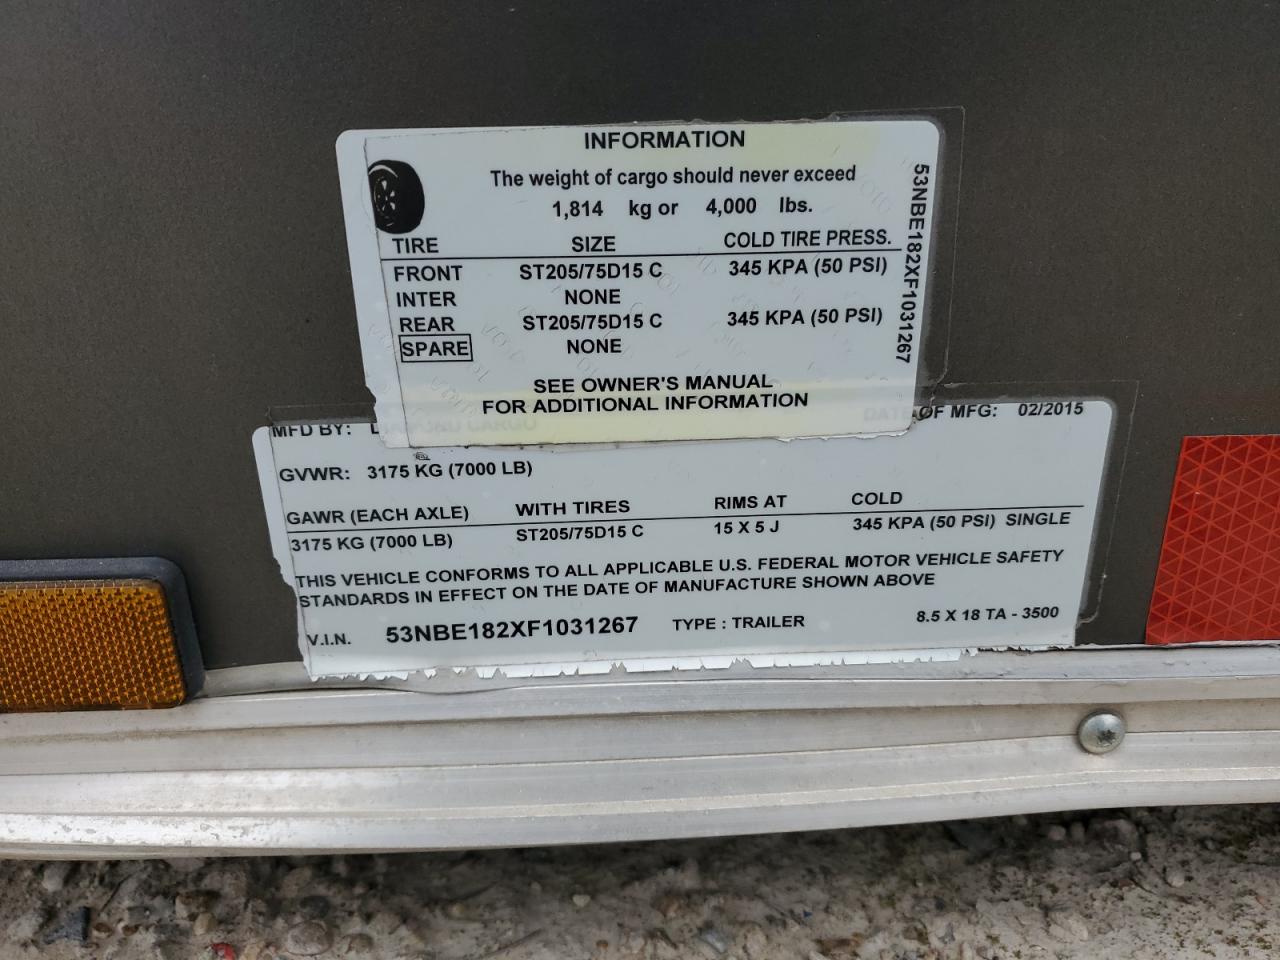 INFORMATION
The weight of cargo should never exceed
1,814 kg or 4,000 lbs.
TIRE SIZE COLD TIRE PRESS.
FRONT ST205/75D15 C 345 KPA (50 PSI)
INTER NONE
REAR ST205/75D15 C 345 KPA (50 PSI)
SPARE NONE
SEE OWNER'S MANUAL
FOR ADDITIONAL INFORMATION
53NBE182XF1031267
MFD BY: DIAMOND CARGO DATE OF MFG: 02/2015
GVWR: 3175 KG (7000 LB)
GAWR (EACH AXLE) WITH TIRES RIMS AT COLD
3175 KG (7000 LB) ST205/75D15 C 15 X 5 J 345 KPA (50 PSI) SINGLE
THIS VEHICLE CONFORMS TO ALL APPLICABLE U.S. FEDERAL MOTOR VEHICLE SAFETY
STANDARDS IN EFFECT ON THE DATE OF MANUFACTURE SHOWN ABOVE
V.I.N. 53NBE182XF1031267 TYPE : TRAILER 8.5 X 18 TA - 3500